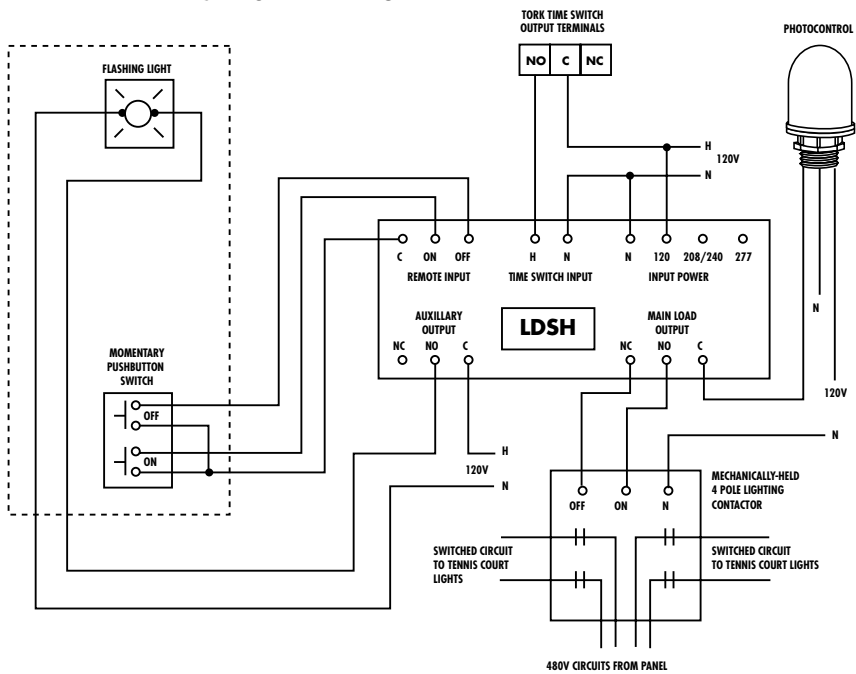 TORK TIME SWITCH
OUTPUT TERMINALS
NO C NC
PHOTOCONTROL
FLASHING LIGHT
H
120V
N
C ON OFF
REMOTE INPUT
H N
TIME SWITCH INPUT
N 120 208/240 277
INPUT POWER
AUXILLARY
OUTPUT
NC NO C
LDSH
MAIN LOAD
OUTPUT
NC NO C
N
120V
MOMENTARY
PUSHBUTTON
SWITCH
OFF
ON
H
120V
N
N
OFF ON N
MECHANICALLY-HELD
4 POLE LIGHTING
CONTACTOR
SWITCHED CIRCUIT
TO TENNIS COURT
LIGHTS
SWITCHED CIRCUIT
TO TENNIS COURT LIGHTS
480V CIRCUITS FROM PANEL